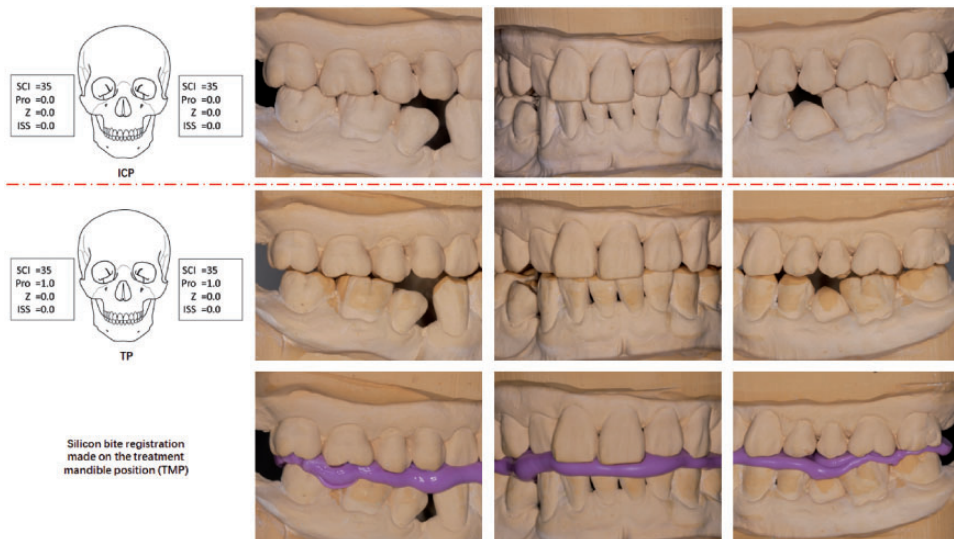 SCI =35
Pro=0.0
Z =0.0
ISS =0.0
SCI =35
Pro=0.0
Z =0.0
ISS =0.0
ICP
SCI =35
Pro =1.0
Z =0.0
ISS =0.0
SCI =35
Pro =1.0
Z =0.0
ISS =0.0
TP
Silicon bite registration
made on the treatment
mandible position (TMP)